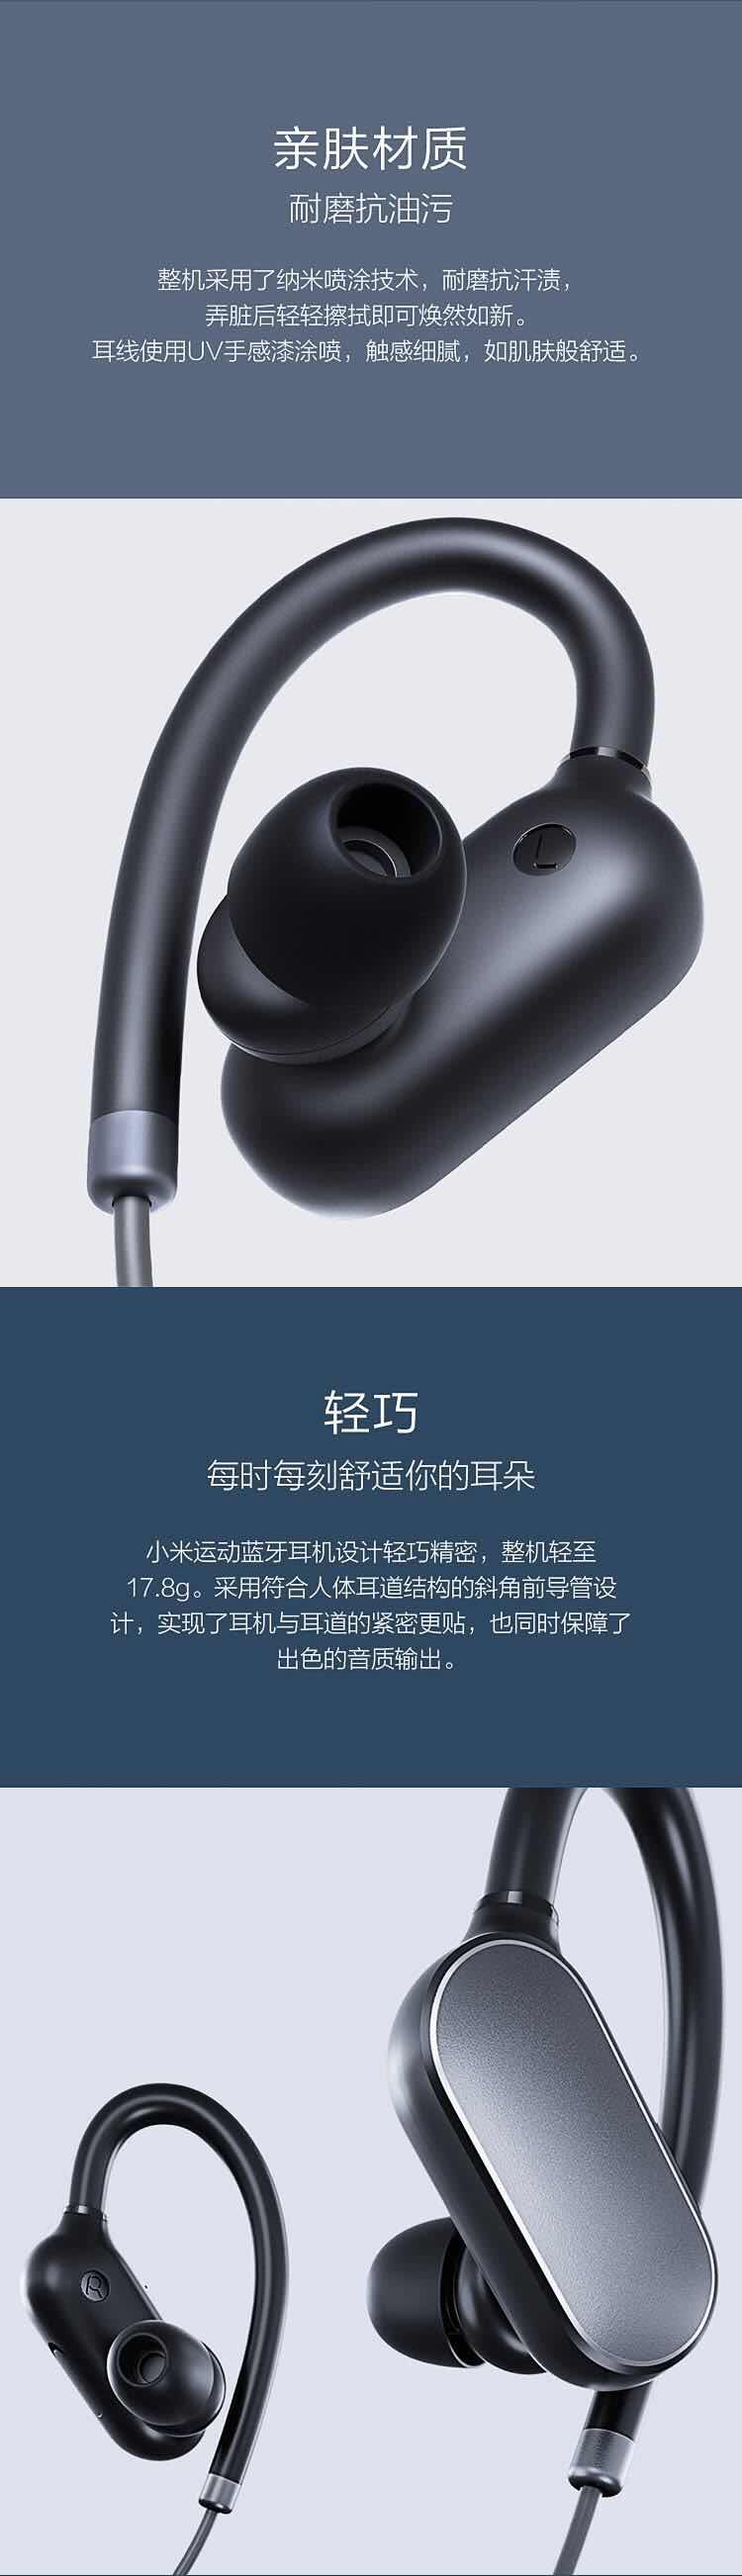 亲肤材质
耐磨抗油污
整机采用了纳米喷涂技术，耐磨抗汗渍，
弄脏后轻轻擦拭即可焕然如新。
耳线使用UV手感漆涂喷，触感细腻，如肌肤般舒适。
L
轻巧
每时每刻舒适你的耳朵
小米运动蓝牙耳机设计轻巧精密，整机轻至
17.8g。采用符合人体耳道结构的斜角前导管设
计，实现了耳机与耳道的紧密更贴，也同时保障了
出色的音质输出。
R